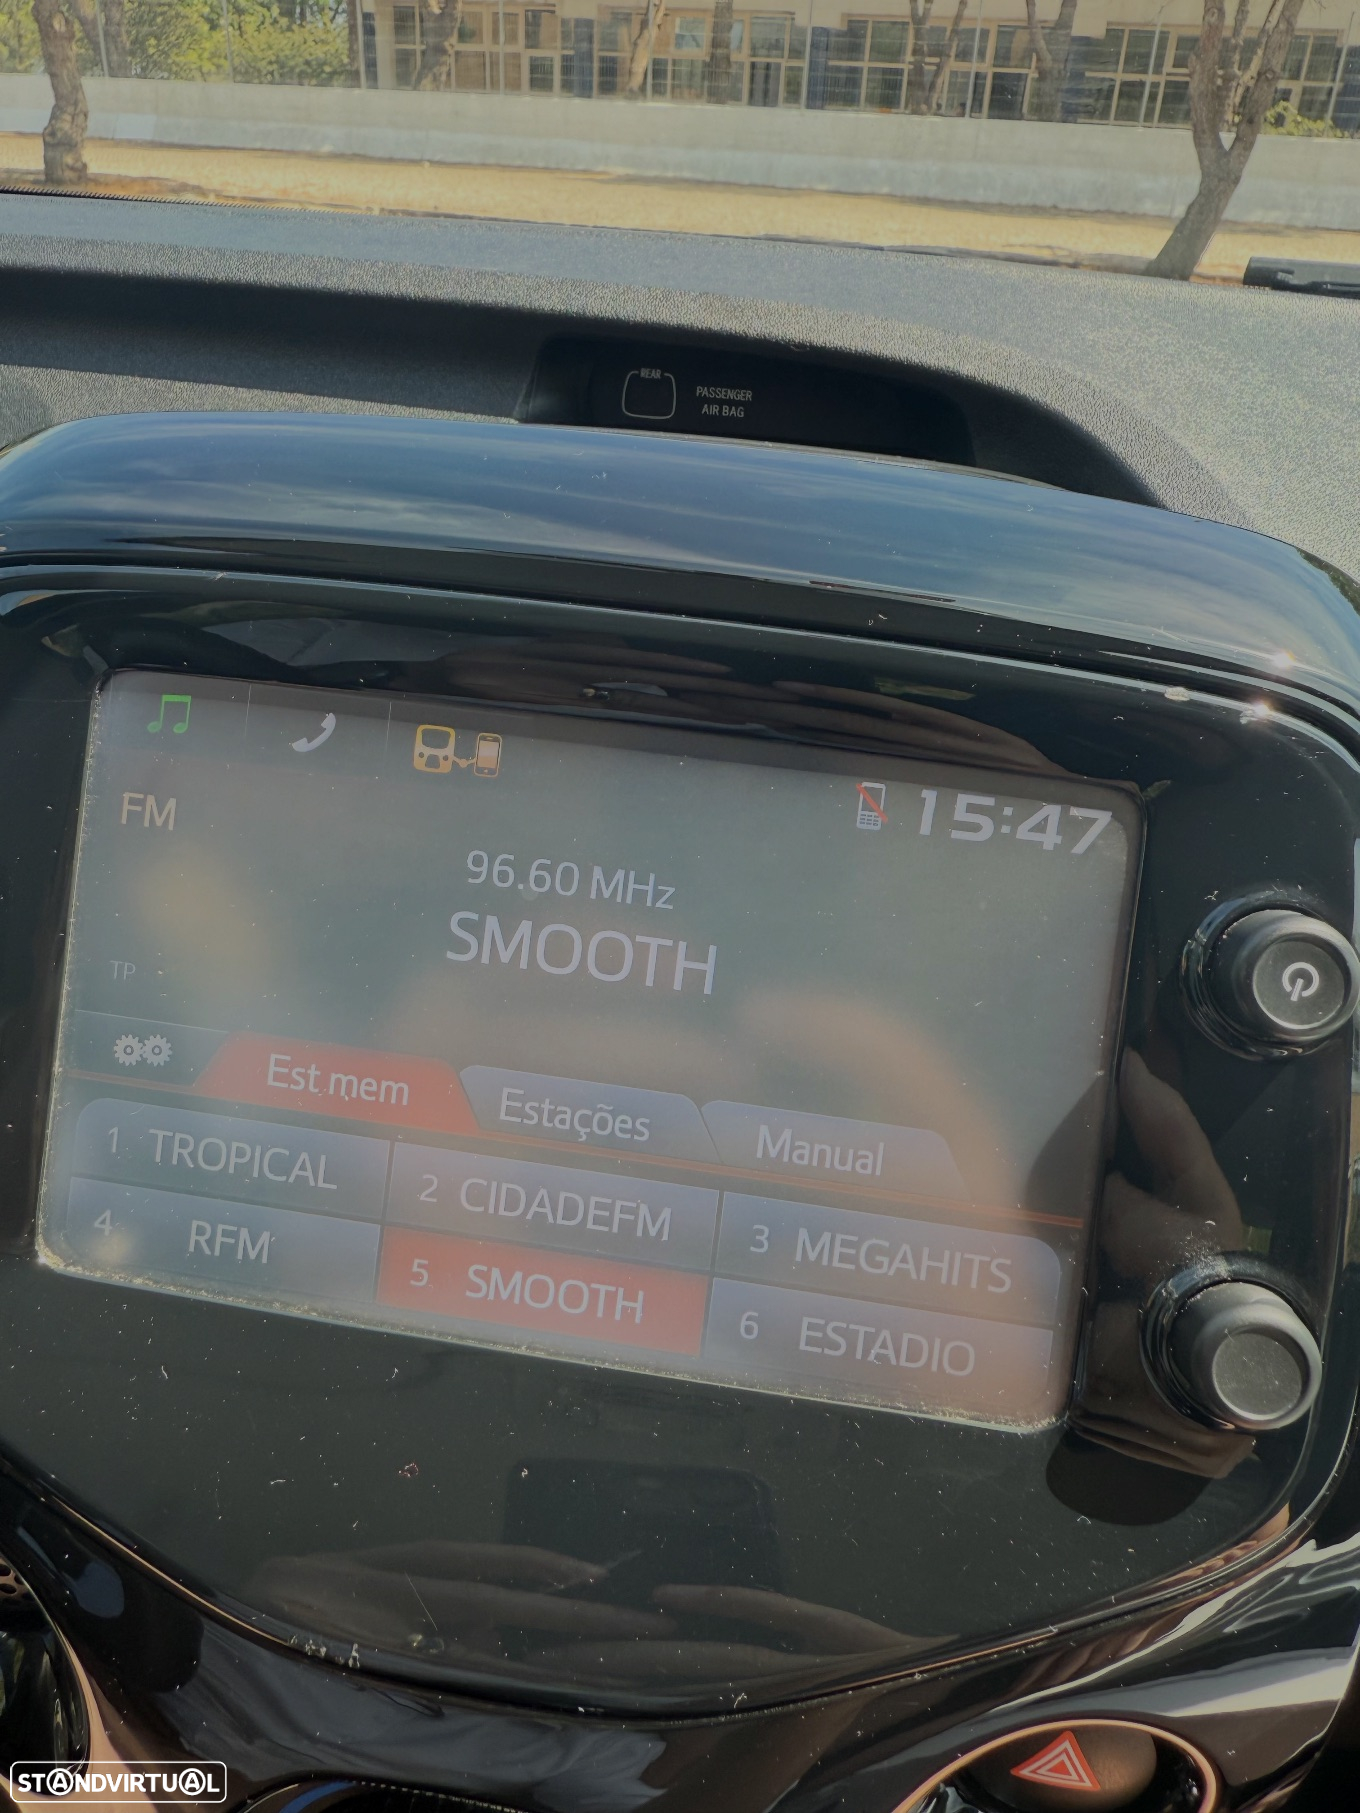 REAR
PASSENGER
AIR BAG
15:47
FM
96.60 MHz
SMOOTH
TP
Est mem
Estações
Manual
1 TROPICAL
2 CIDADEFM
3 MEGAHITS
4 RFM
5 SMOOTH
6 ESTADIO
STANDVIRTUAL